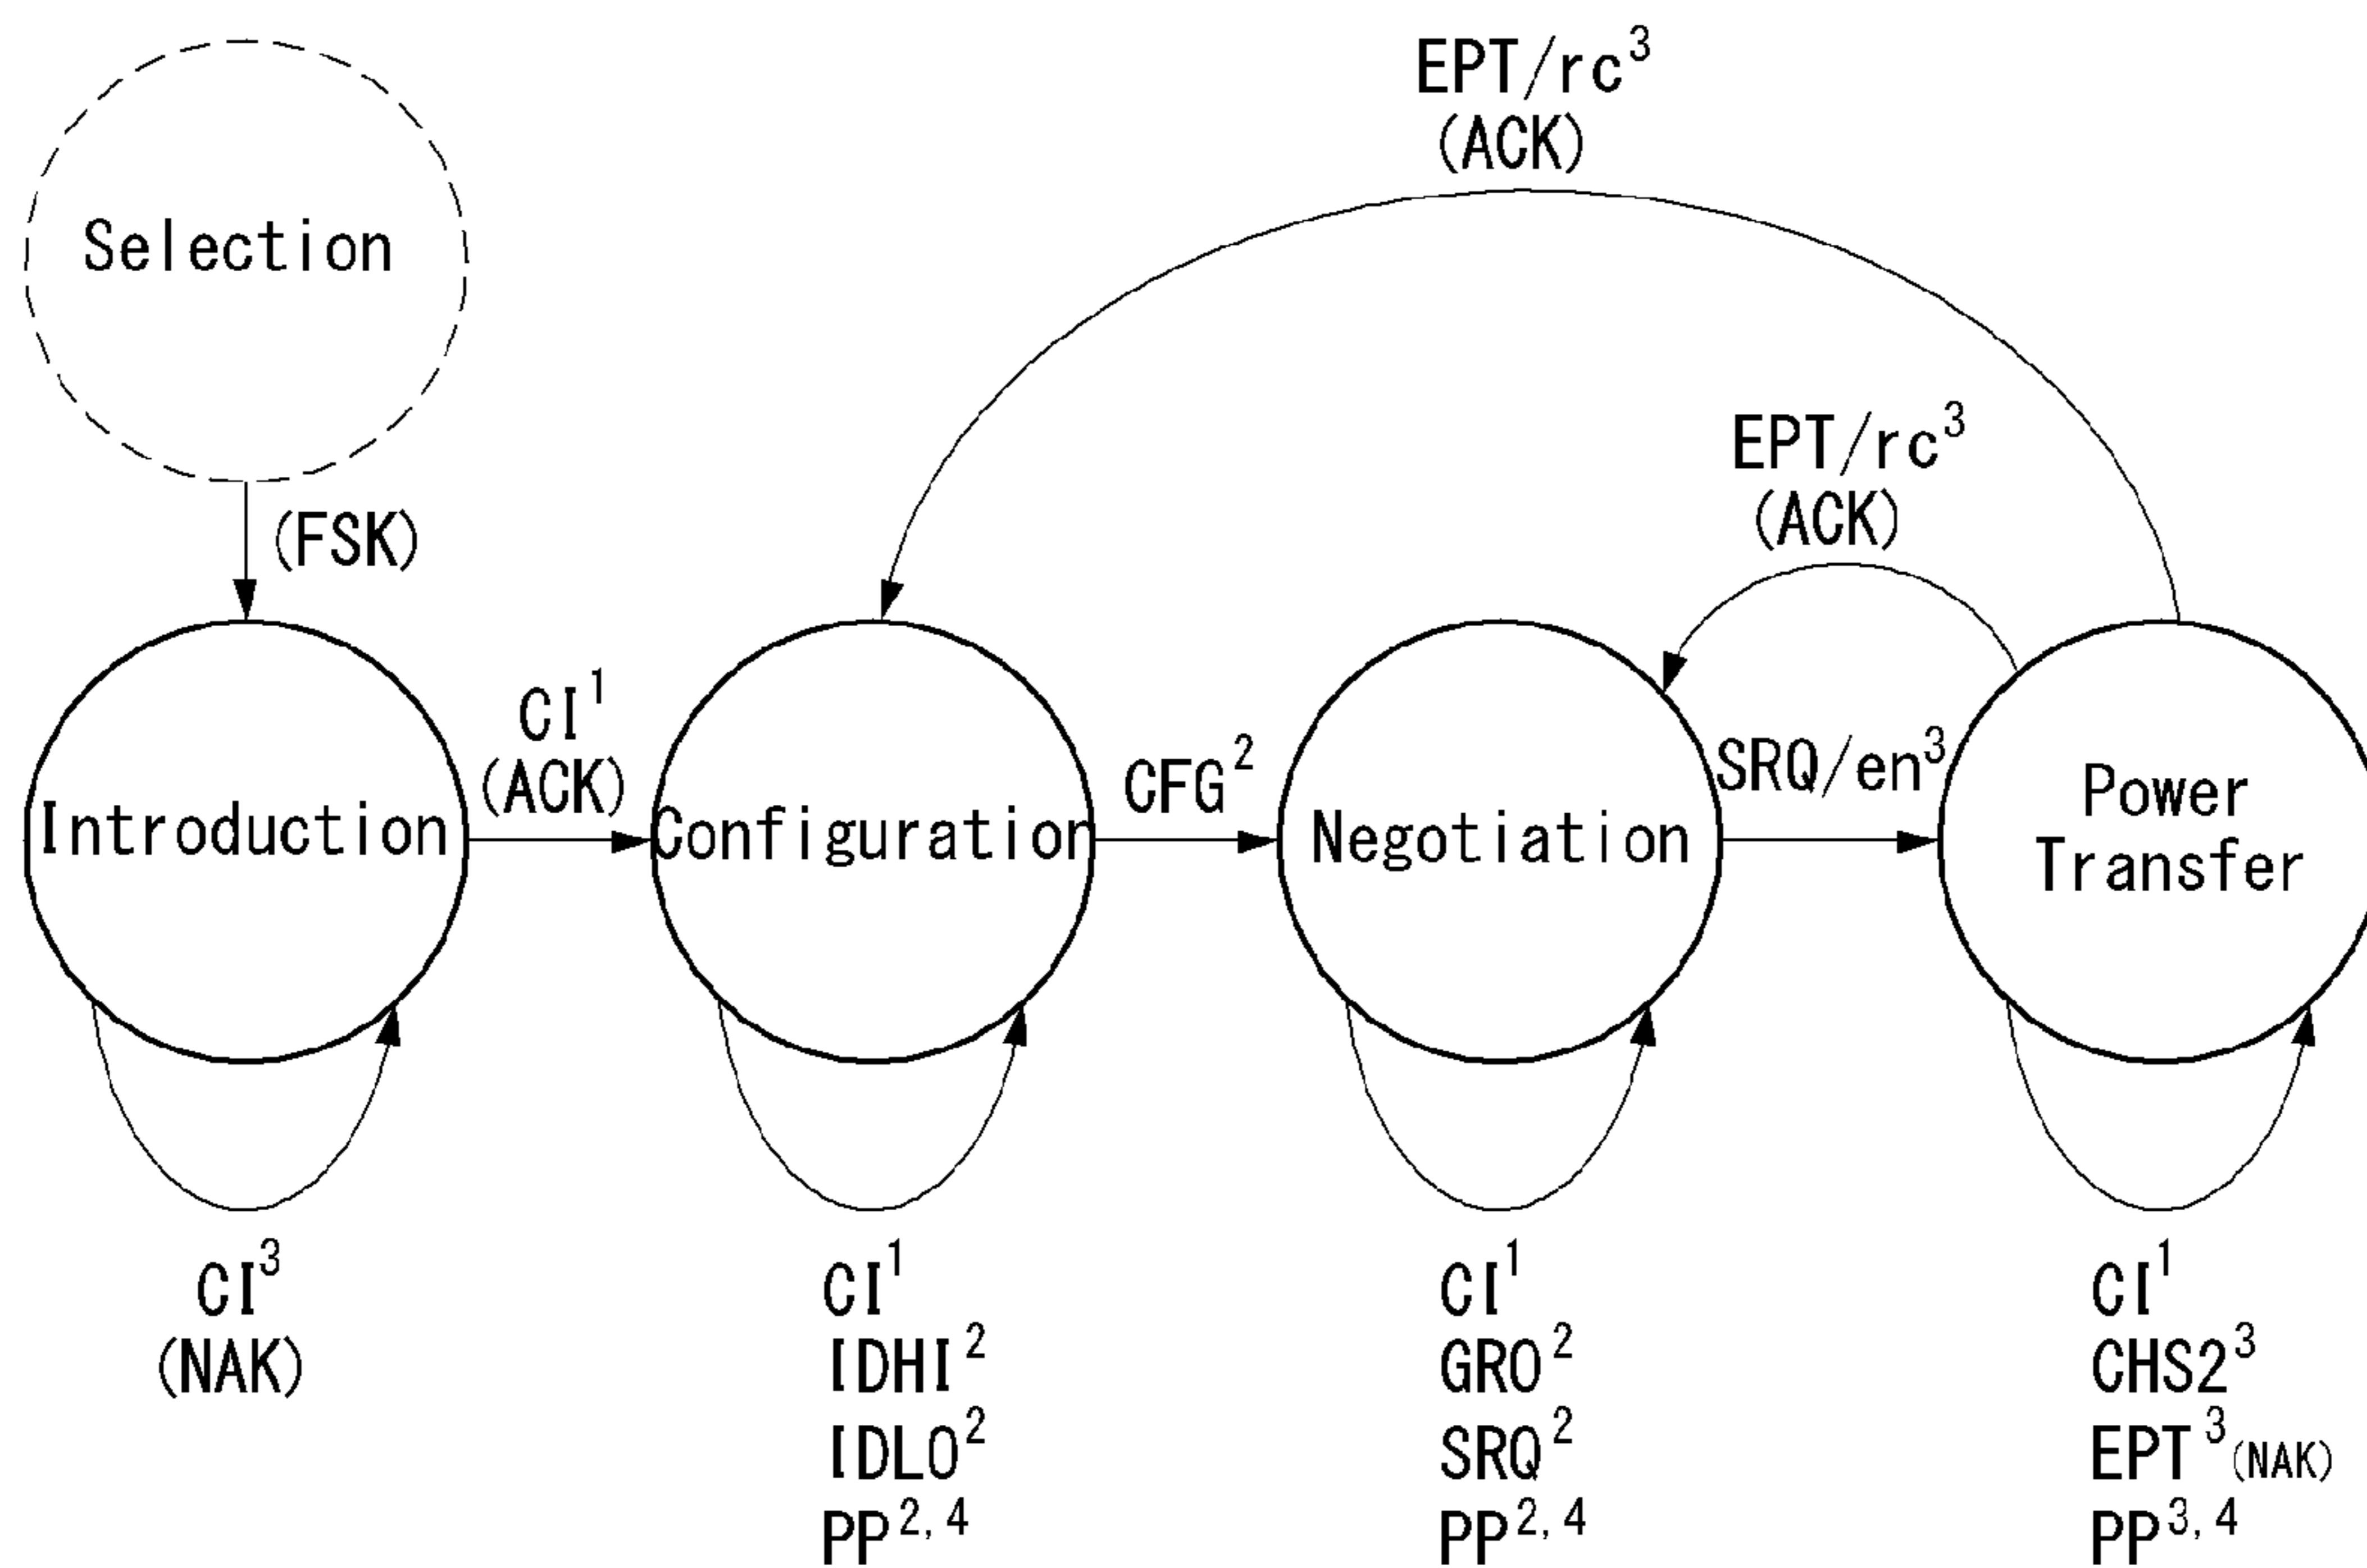 EPT/rc³
(ACK)
Selection
EPT/rc³
(ACK)
(FSK)
CI¹
(ACK)
CFG²
SRQ/en³
Introduction
Configuration
Negotiation
Power
Transfer
CI³
(NAK)
CI¹
IDHI²
IDLO²
PP²,⁴
CI¹
GRO²
SRQ²
PP²,⁴
CI¹
CHS2³
EPT³(NAK)
PP³,⁴